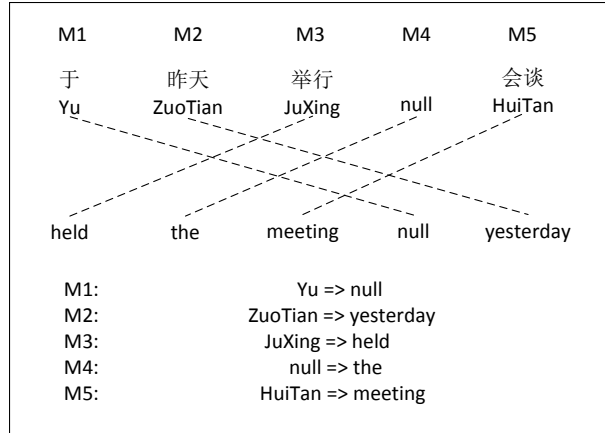 M1 M2 M3 M4 M5
于 昨天 举行 会谈
Yu ZuoTian JuXing null HuiTan
held the meeting null yesterday
M1: Yu => null
M2: ZuoTian => yesterday
M3: JuXing => held
M4: null => the
M5: HuiTan => meeting